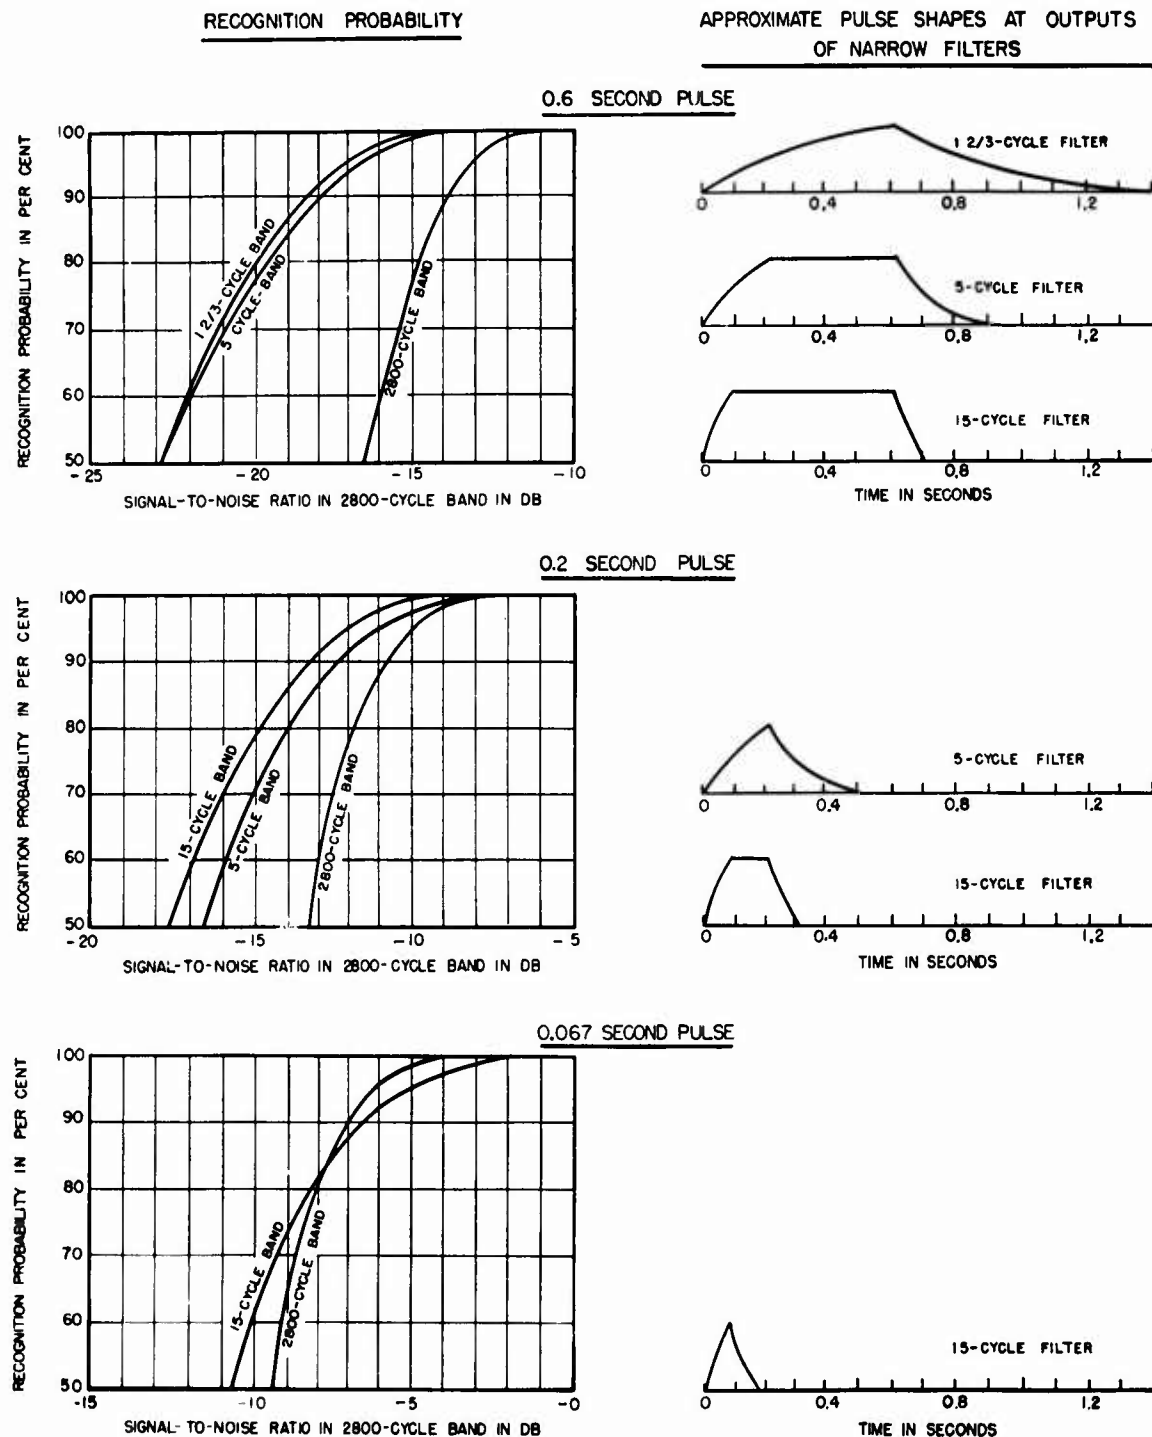 RECOGNITION PROBABILITY
APPROXIMATE PULSE SHAPES AT OUTPUTS
OF NARROW FILTERS
0.6 SECOND PULSE
RECOGNITION PROBABILITY IN PER CENT
100
90
80
70
60
50
1 2/3-CYCLE BAND
5 CYCLE-BAND
2800-CYCLE BAND
-25
-20
-15
-10
SIGNAL-TO-NOISE RATIO IN 2800-CYCLE BAND IN DB
1 2/3-CYCLE FILTER
0
0.4
0.8
1.2
5-CYCLE FILTER
0
0.4
0.8
1.2
15-CYCLE FILTER
0
0.4
0.8
1.2
TIME IN SECONDS
0.2 SECOND PULSE
RECOGNITION PROBABILITY IN PER CENT
100
90
80
70
60
50
15-CYCLE BAND
5-CYCLE BAND
2800-CYCLE BAND
-20
-15
-10
-5
SIGNAL-TO-NOISE RATIO IN 2800-CYCLE BAND IN DB
5-CYCLE FILTER
0
0.4
0.8
1.2
15-CYCLE FILTER
0
0.4
0.8
1.2
TIME IN SECONDS
0.067 SECOND PULSE
RECOGNITION PROBABILITY IN PER CENT
100
90
80
70
60
50
15-CYCLE BAND
2800-CYCLE BAND
-15
-10
-5
-0
SIGNAL-TO-NOISE RATIO IN 2800-CYCLE BAND IN DB
15-CYCLE FILTER
0
0.4
0.8
1.2
TIME IN SECONDS